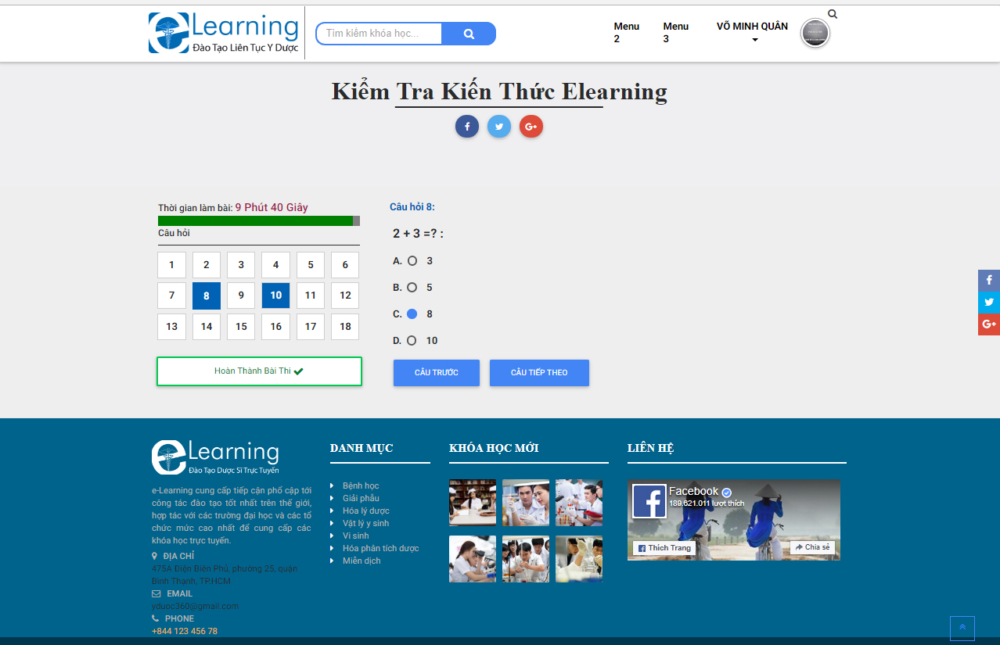 eLearning
Đào Tạo Liên Tục Y Dược
Tìm kiếm khóa học...
Menu 2
Menu 3
VÕ MINH QUÂN
Kiểm Tra Kiến Thức Elearning
Thời gian làm bài: 9 Phút 40 Giây
Câu hỏi
1 2 3 4 5 6
7 8 9 10 11 12
13 14 15 16 17 18
Hoàn Thành Bài Thi
Câu hỏi 8:
2 + 3 =? :
A. 3
B. 5
C. 8
D. 10
CÂU TRƯỚC
CÂU TIẾP THEO
eLearning
Đào Tạo Dược Sĩ Trực Tuyến
e-Learning cung cấp tiếp cận phổ cập tới
công tác đào tạo tốt nhất trên thế giới,
hợp tác với các trường đại học và các tổ
chức mức cao nhất để cung cấp các
khóa học trực tuyến.
ĐỊA CHỈ
475A Điện Biên Phủ, phường 25, quận
Bình Thạnh, TP.HCM
EMAIL
yduoc360@gmail.com
PHONE
+844 123 456 78
DANH MỤC
Bệnh học
Giải phẫu
Hóa lý dược
Vật lý y sinh
Vi sinh
Hóa phân tích dược
Miễn dịch
KHÓA HỌC MỚI
LIÊN HỆ
Facebook
189.621.011 lượt thích
Thích Trang
Chia sẻ